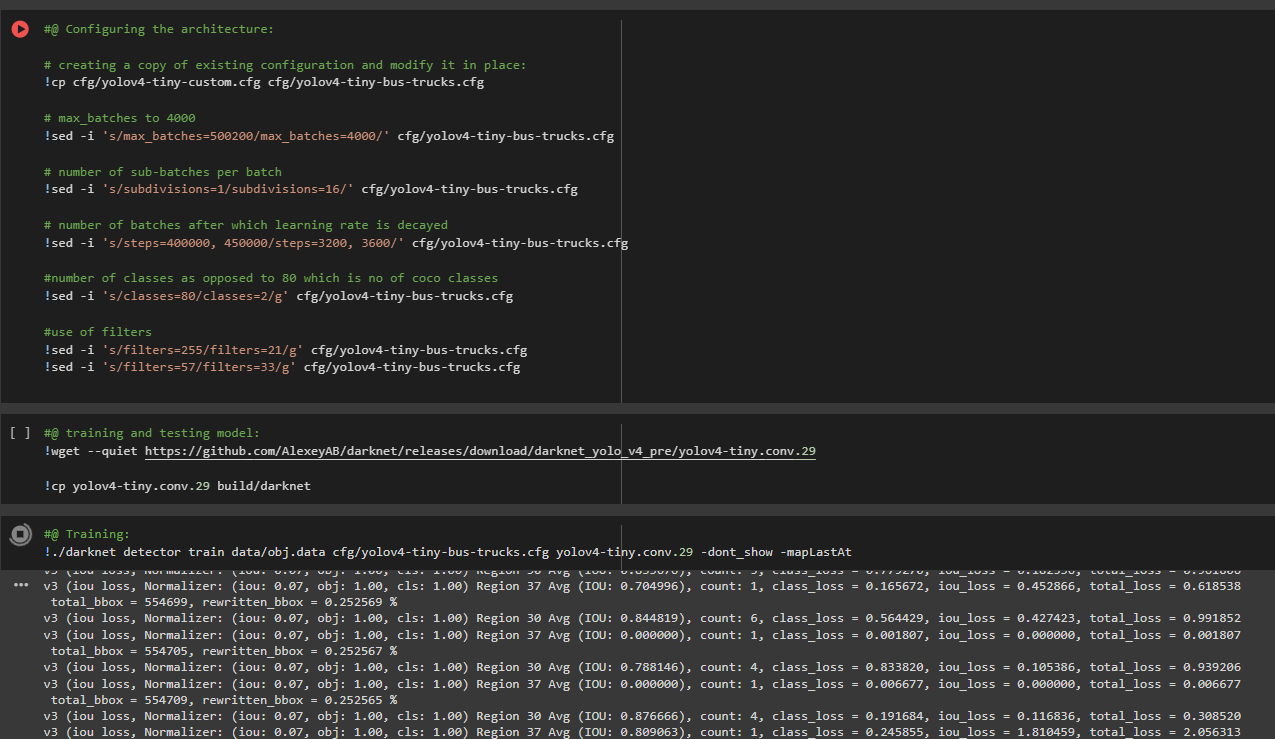 #@ Configuring the architecture:
# creating a copy of existing configuration and modify it in place:
!cp cfg/yolov4-tiny-custom.cfg cfg/yolov4-tiny-bus-trucks.cfg
# max_batches to 4000
!sed -i 's/max_batches=500200/max_batches=4000/' cfg/yolov4-tiny-bus-trucks.cfg
# number of sub-batches per batch
!sed -i 's/subdivisions=1/subdivisions=16/' cfg/yolov4-tiny-bus-trucks.cfg
# number of batches after which learning rate is decayed
!sed -i 's/steps=400000, 450000/steps=3200, 3600/' cfg/yolov4-tiny-bus-trucks.cfg
#number of classes as opposed to 80 which is no of coco classes
!sed -i 's/classes=80/classes=2/g' cfg/yolov4-tiny-bus-trucks.cfg
#use of filters
!sed -i 's/filters=255/filters=21/g' cfg/yolov4-tiny-bus-trucks.cfg
!sed -i 's/filters=57/filters=33/g' cfg/yolov4-tiny-bus-trucks.cfg
[ ] #@ training and testing model:
!wget --quiet https://github.com/AlexeyAB/darknet/releases/download/darknet_yolo_v4_pre/yolov4-tiny.conv.29
!cp yolov4-tiny.conv.29 build/darknet
#@ Training:
!./darknet detector train data/obj.data cfg/yolov4-tiny-bus-trucks.cfg yolov4-tiny.conv.29 -dont_show -mapLastAt
v3 (iou loss, Normalizer: (iou: 0.07, obj: 1.00, cls: 1.00) Region 30 Avg (IOU:
v3 (iou loss, Normalizer: (iou: 0.07, obj: 1.00, cls: 1.00) Region 37 Avg (IOU: 0.704996), count: 1, class_loss = 0.165672, iou_loss = 0.452866, total_loss = 0.618538
total_bbox = 554699, rewritten_bbox = 0.252569 %
v3 (iou loss, Normalizer: (iou: 0.07, obj: 1.00, cls: 1.00) Region 30 Avg (IOU: 0.844819), count: 6, class_loss = 0.564429, iou_loss = 0.427423, total_loss = 0.991852
v3 (iou loss, Normalizer: (iou: 0.07, obj: 1.00, cls: 1.00) Region 37 Avg (IOU: 0.000000), count: 1, class_loss = 0.001807, iou_loss = 0.000000, total_loss = 0.001807
total_bbox = 554705, rewritten_bbox = 0.252567 %
v3 (iou loss, Normalizer: (iou: 0.07, obj: 1.00, cls: 1.00) Region 30 Avg (IOU: 0.788146), count: 4, class_loss = 0.833820, iou_loss = 0.105386, total_loss = 0.939206
v3 (iou loss, Normalizer: (iou: 0.07, obj: 1.00, cls: 1.00) Region 37 Avg (IOU: 0.000000), count: 1, class_loss = 0.006677, iou_loss = 0.000000, total_loss = 0.006677
total_bbox = 554709, rewritten_bbox = 0.252565 %
v3 (iou loss, Normalizer: (iou: 0.07, obj: 1.00, cls: 1.00) Region 30 Avg (IOU: 0.876666), count: 4, class_loss = 0.191684, iou_loss = 0.116836, total_loss = 0.308520
v3 (iou loss, Normalizer: (iou: 0.07, obj: 1.00, cls: 1.00) Region 37 Avg (IOU: 0.809063), count: 1, class_loss = 0.245855, iou_loss = 1.810459, total_loss = 2.056313